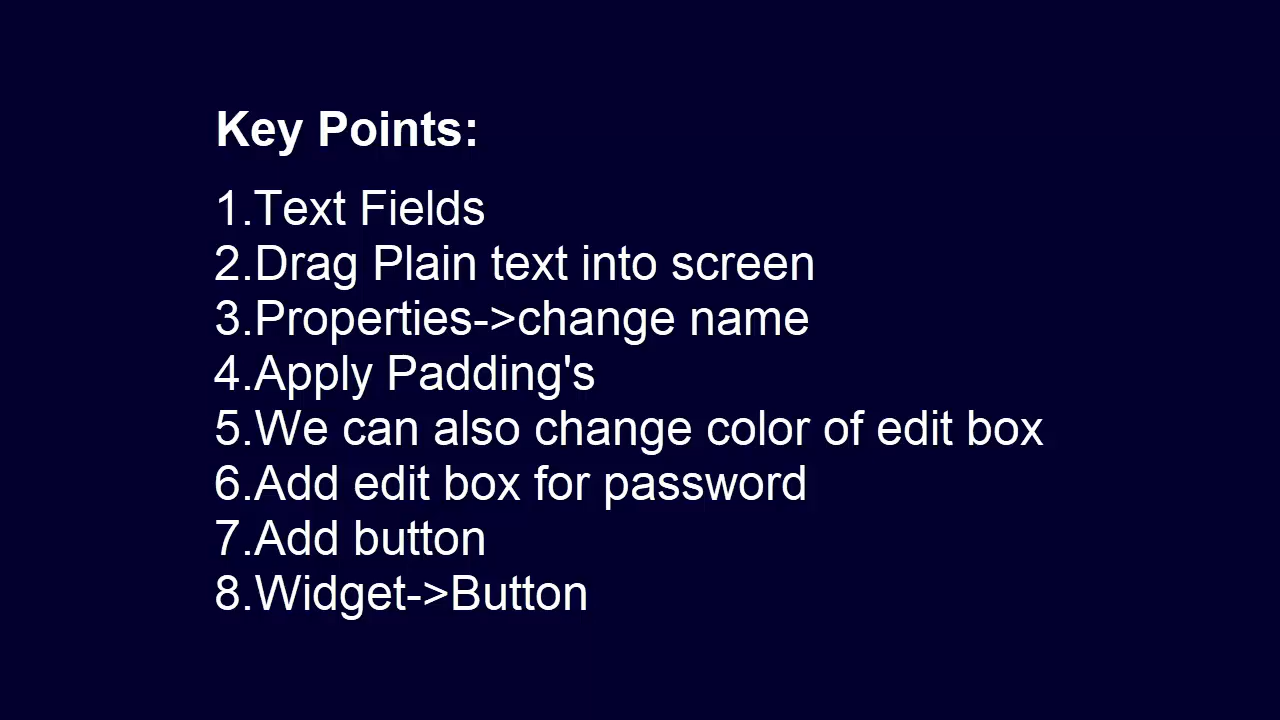 Key Points:
1.Text Fields
2.Drag Plain text into screen
3.Properties->change name
4.Apply Padding's
5.We can also change color of edit box
6.Add edit box for password
7.Add button
8.Widget->Button